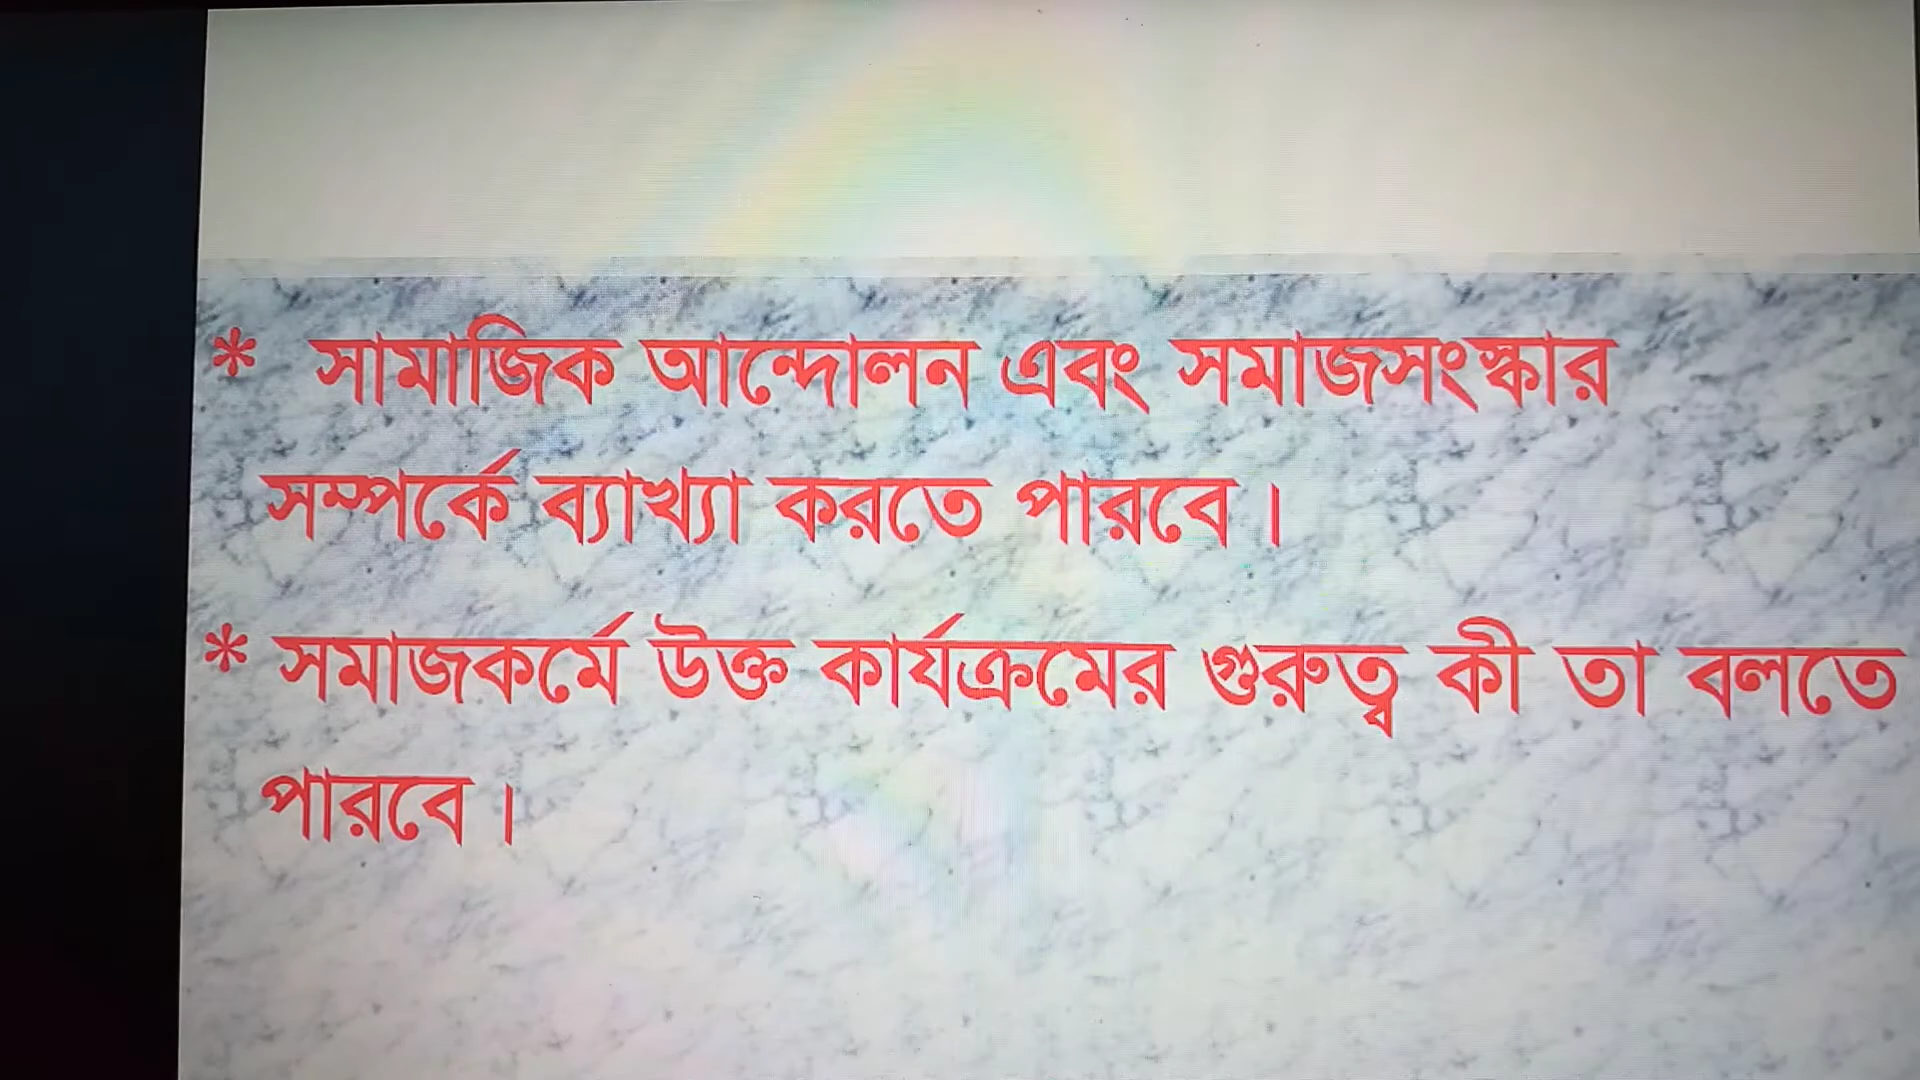 * সামাজিক আন্দোলন এবং সমাজসংস্কার
সম্পর্কে ব্যাখ্যা করতে পারবে।
* সমাজকর্মে উক্ত কার্যক্রমের গুরুত্ব কী তা বলতে
পারবে।